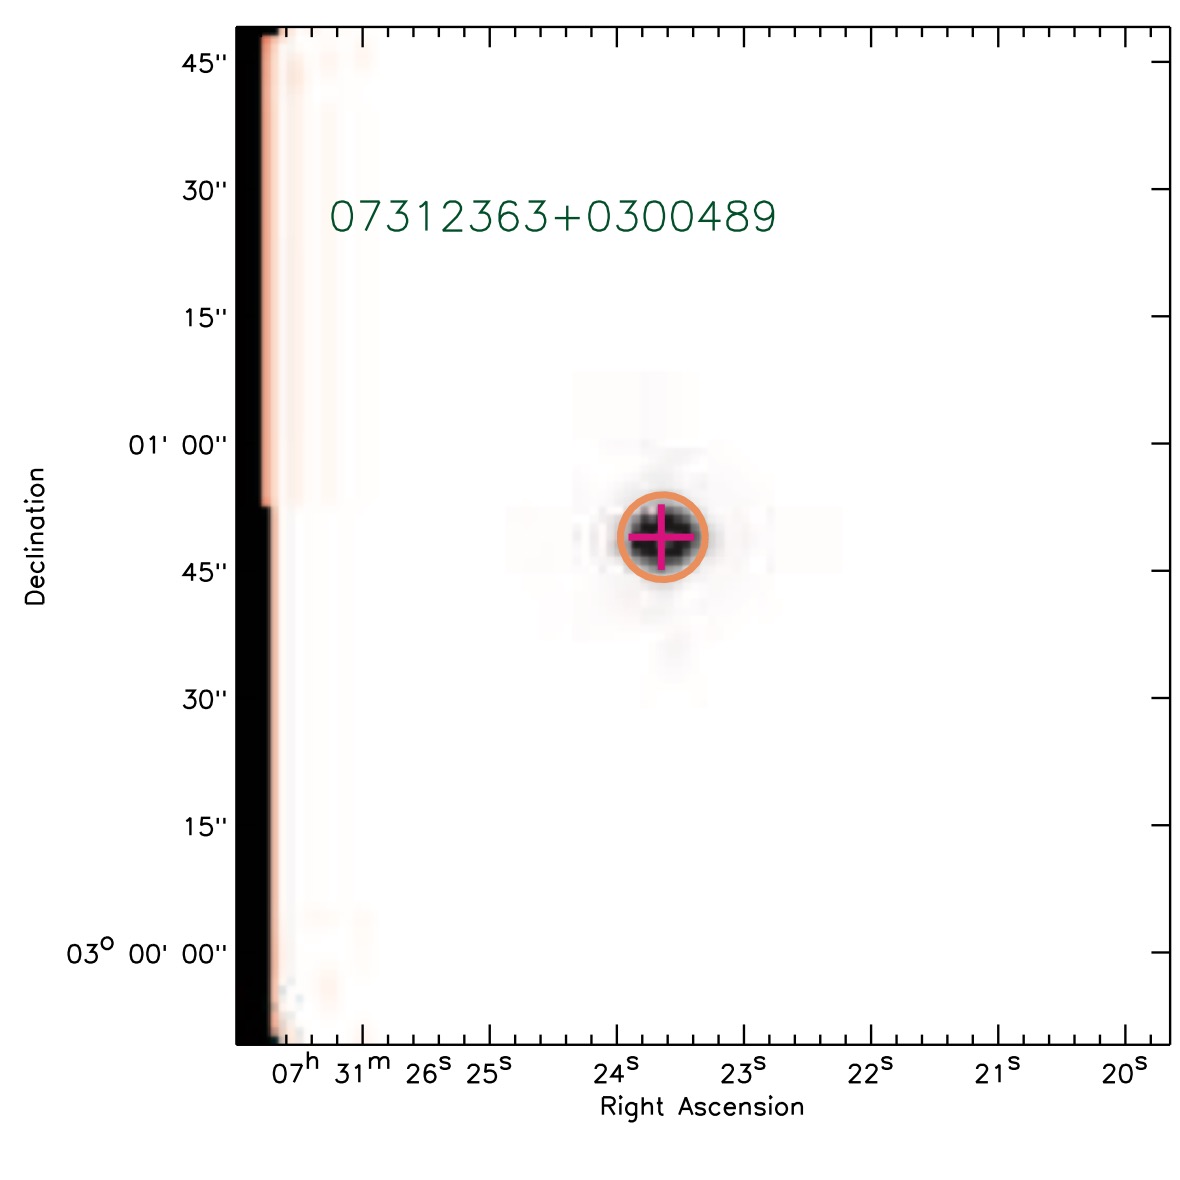 07312363+0300489
45"
30"
15"
01' 00"
45"
30"
15"
03° 00' 00"
Declination
07ʰ 31ᵐ 26ˢ 25ˢ 24ˢ 23ˢ 22ˢ 21ˢ 20ˢ
Right Ascension